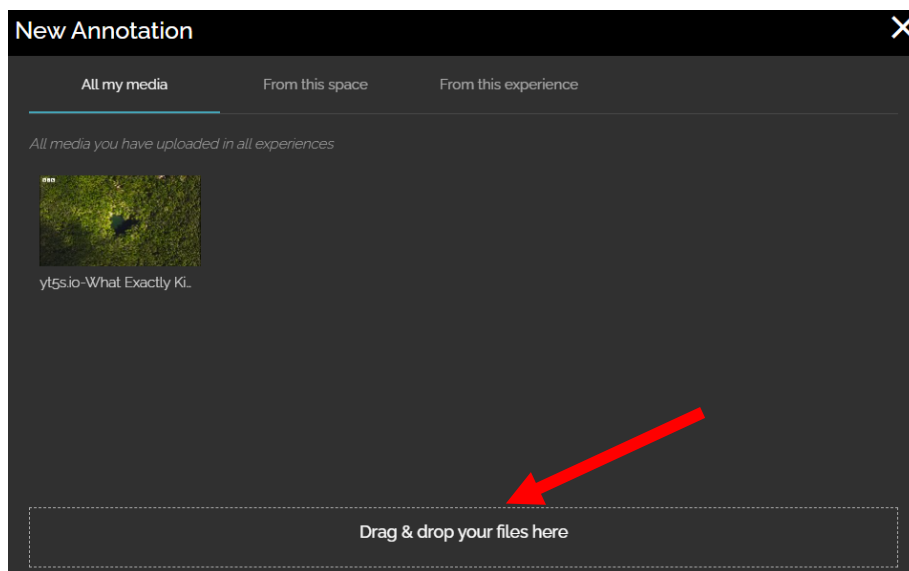 New Annotation
All my media From this space From this experience
All media you have uploaded in all experiences
yt5s.io-What Exactly Ki...
Drag & drop your files here